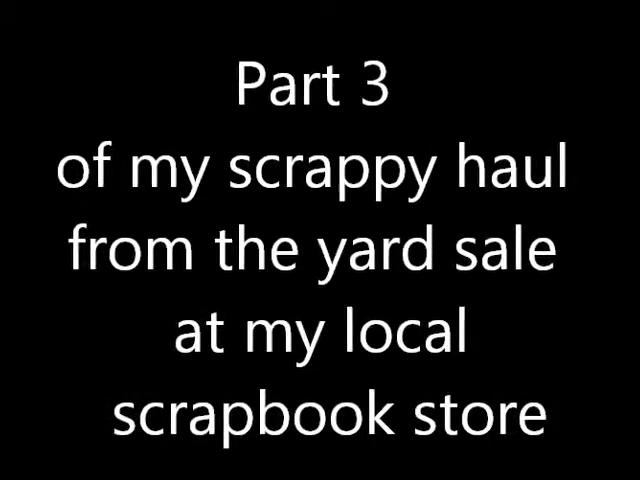 Part 3
of my scrappy haul
from the yard sale
at my local
scrapbook store